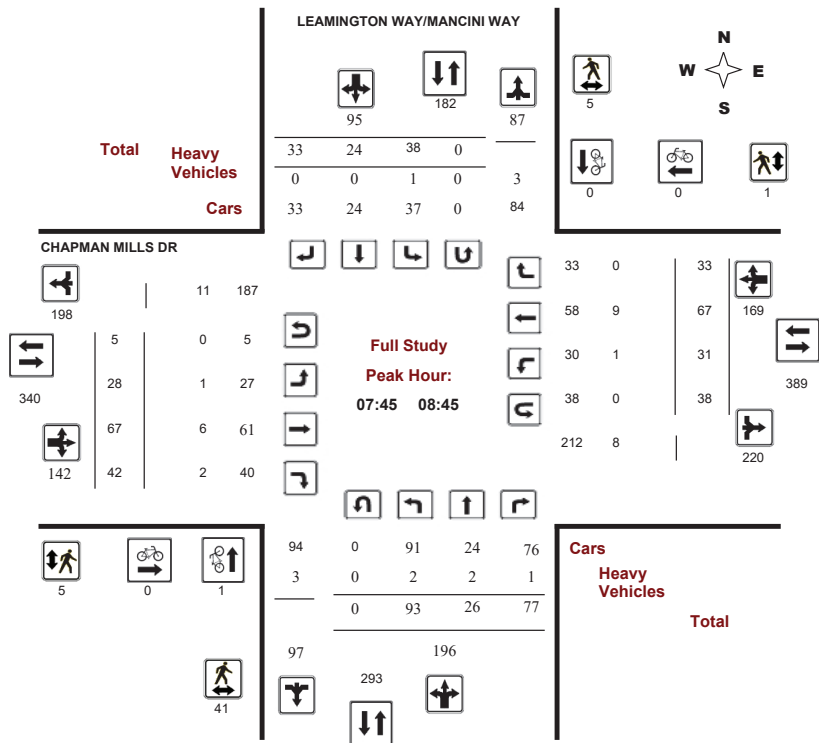 LEAMINGTON WAY/MANCINI WAY
N
W E
S
182
5
95 87
Total Heavy Vehicles
33 24 38 0
0 0 1 0 3
Cars
33 24 37 0 84
0 0 1
CHAPMAN MILLS DR
11 187
198
5 0 5
340
28 1 27
67 6 61
142
42 2 40
Full Study
Peak Hour:
07:45 08:45
33 0 33
169
58 9 67
389
30 1 31
38 0 38
212 8
220
5 0 1
94 0 91 24 76
3 0 2 2 1
0 93 26 77
97 196
293
41
Cars
Heavy
Vehicles
Total